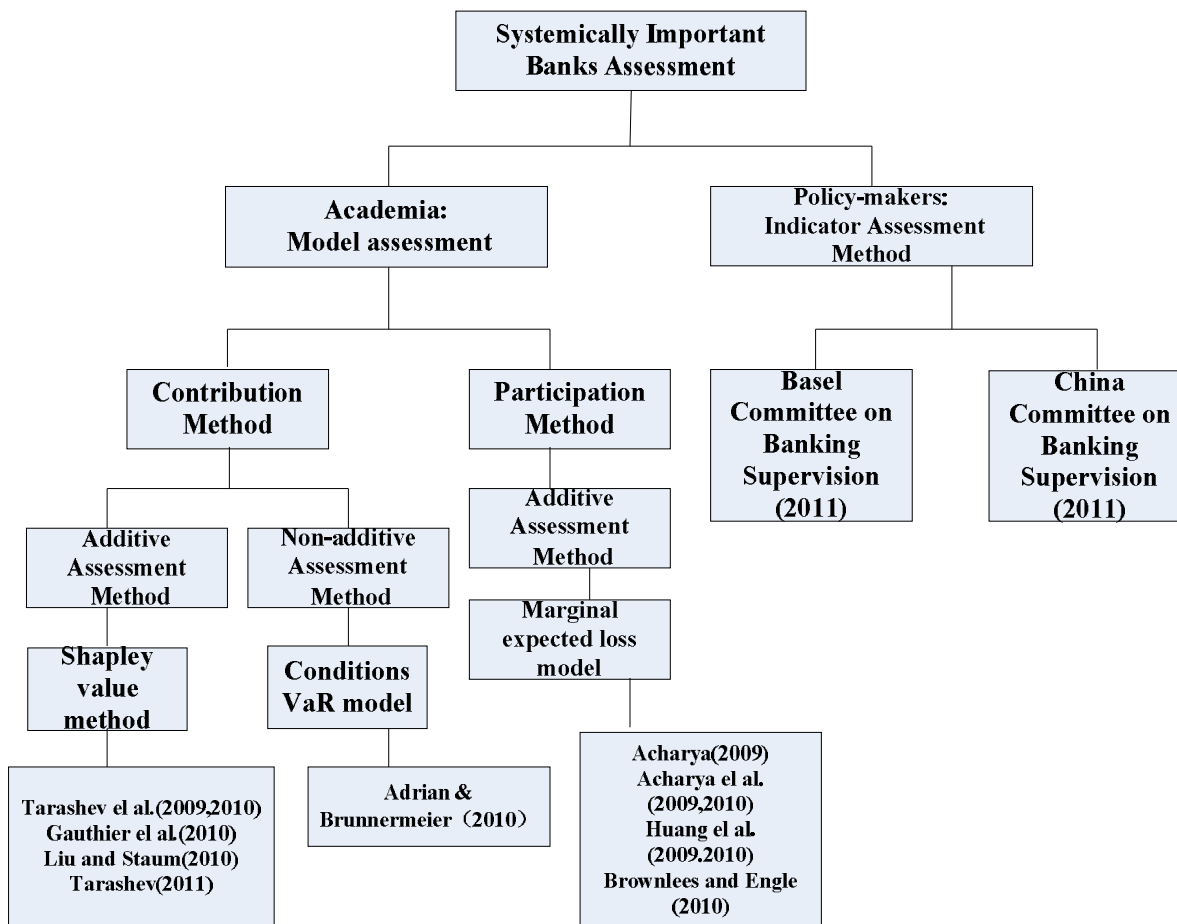 Systemically Important
Banks Assessment
Academia:
Model assessment
Policy-makers:
Indicator Assessment
Method
Contribution
Method
Participation
Method
Basel
Committee on
Banking
Supervision
(2011)
China
Committee on
Banking
Supervision
(2011)
Additive
Assessment
Method
Non-additive
Assessment
Method
Additive
Assessment
Method
Shapley
value
method
Conditions
VaR model
Marginal
expected loss
model
Tarashev el al.(2009,2010)
Gauthier el al.(2010)
Liu and Staum(2010)
Tarashev(2011)
Adrian &
Brunnermeier（2010）
Acharya(2009)
Acharya el al.
(2009,2010)
Huang el al.
(2009.2010)
Brownlees and Engle
(2010)